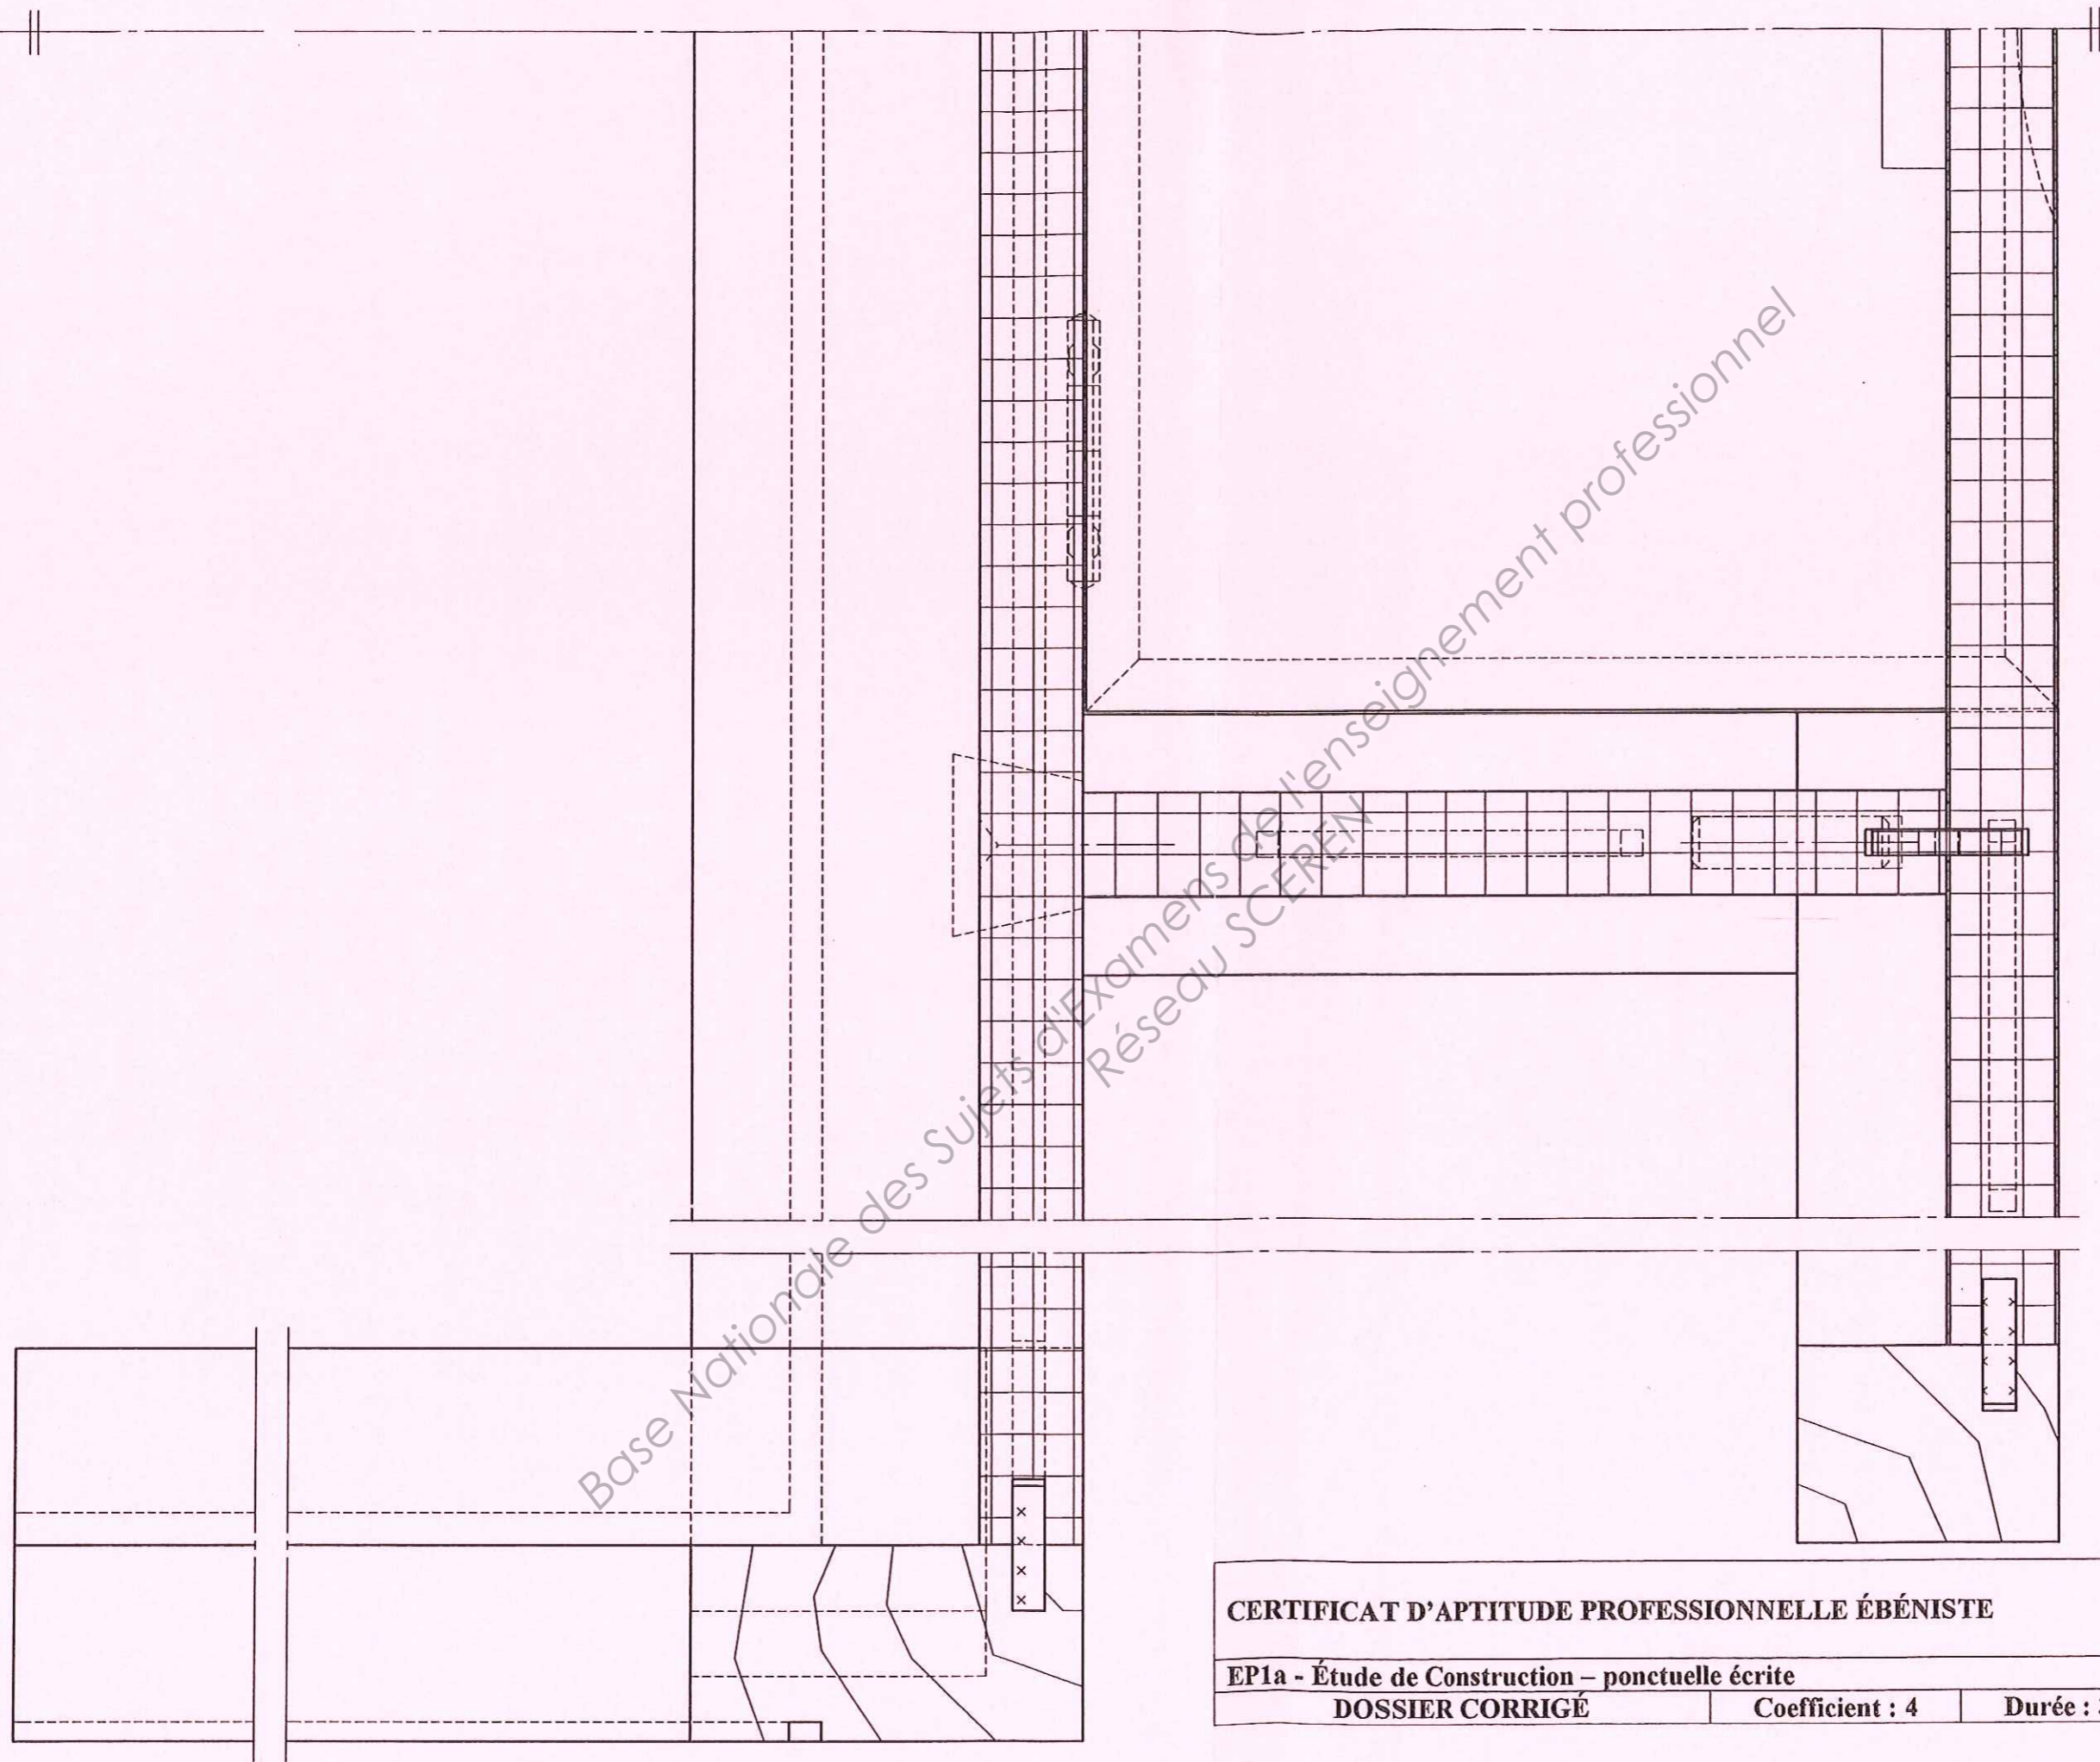 Base Nationale des Sujets d'Examens de l'enseignement professionnel
Réseau SCEREN
CERTIFICAT D'APTITUDE PROFESSIONNELLE ÉBÉNISTE
EP1a - Étude de Construction – ponctuelle écrite
DOSSIER CORRIGÉ Coefficient : 4 Durée :